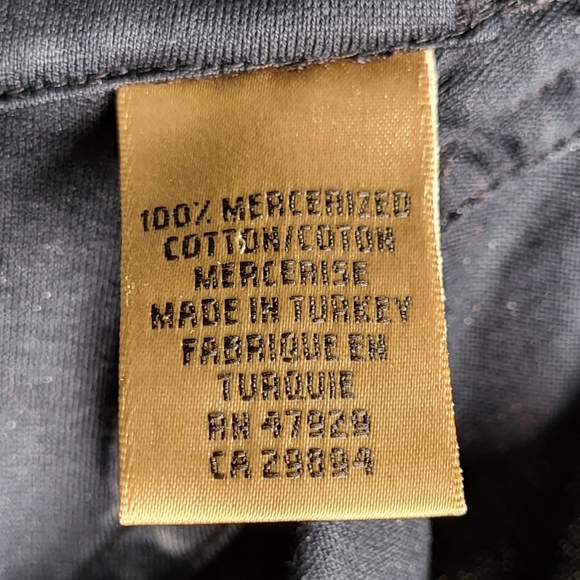 100% MERCERIZED
COTTON/COTON
MERCERISE
MADE IN TURKEY
FABRIQUE EN
TURQUIE
RN 47929
CA 29894